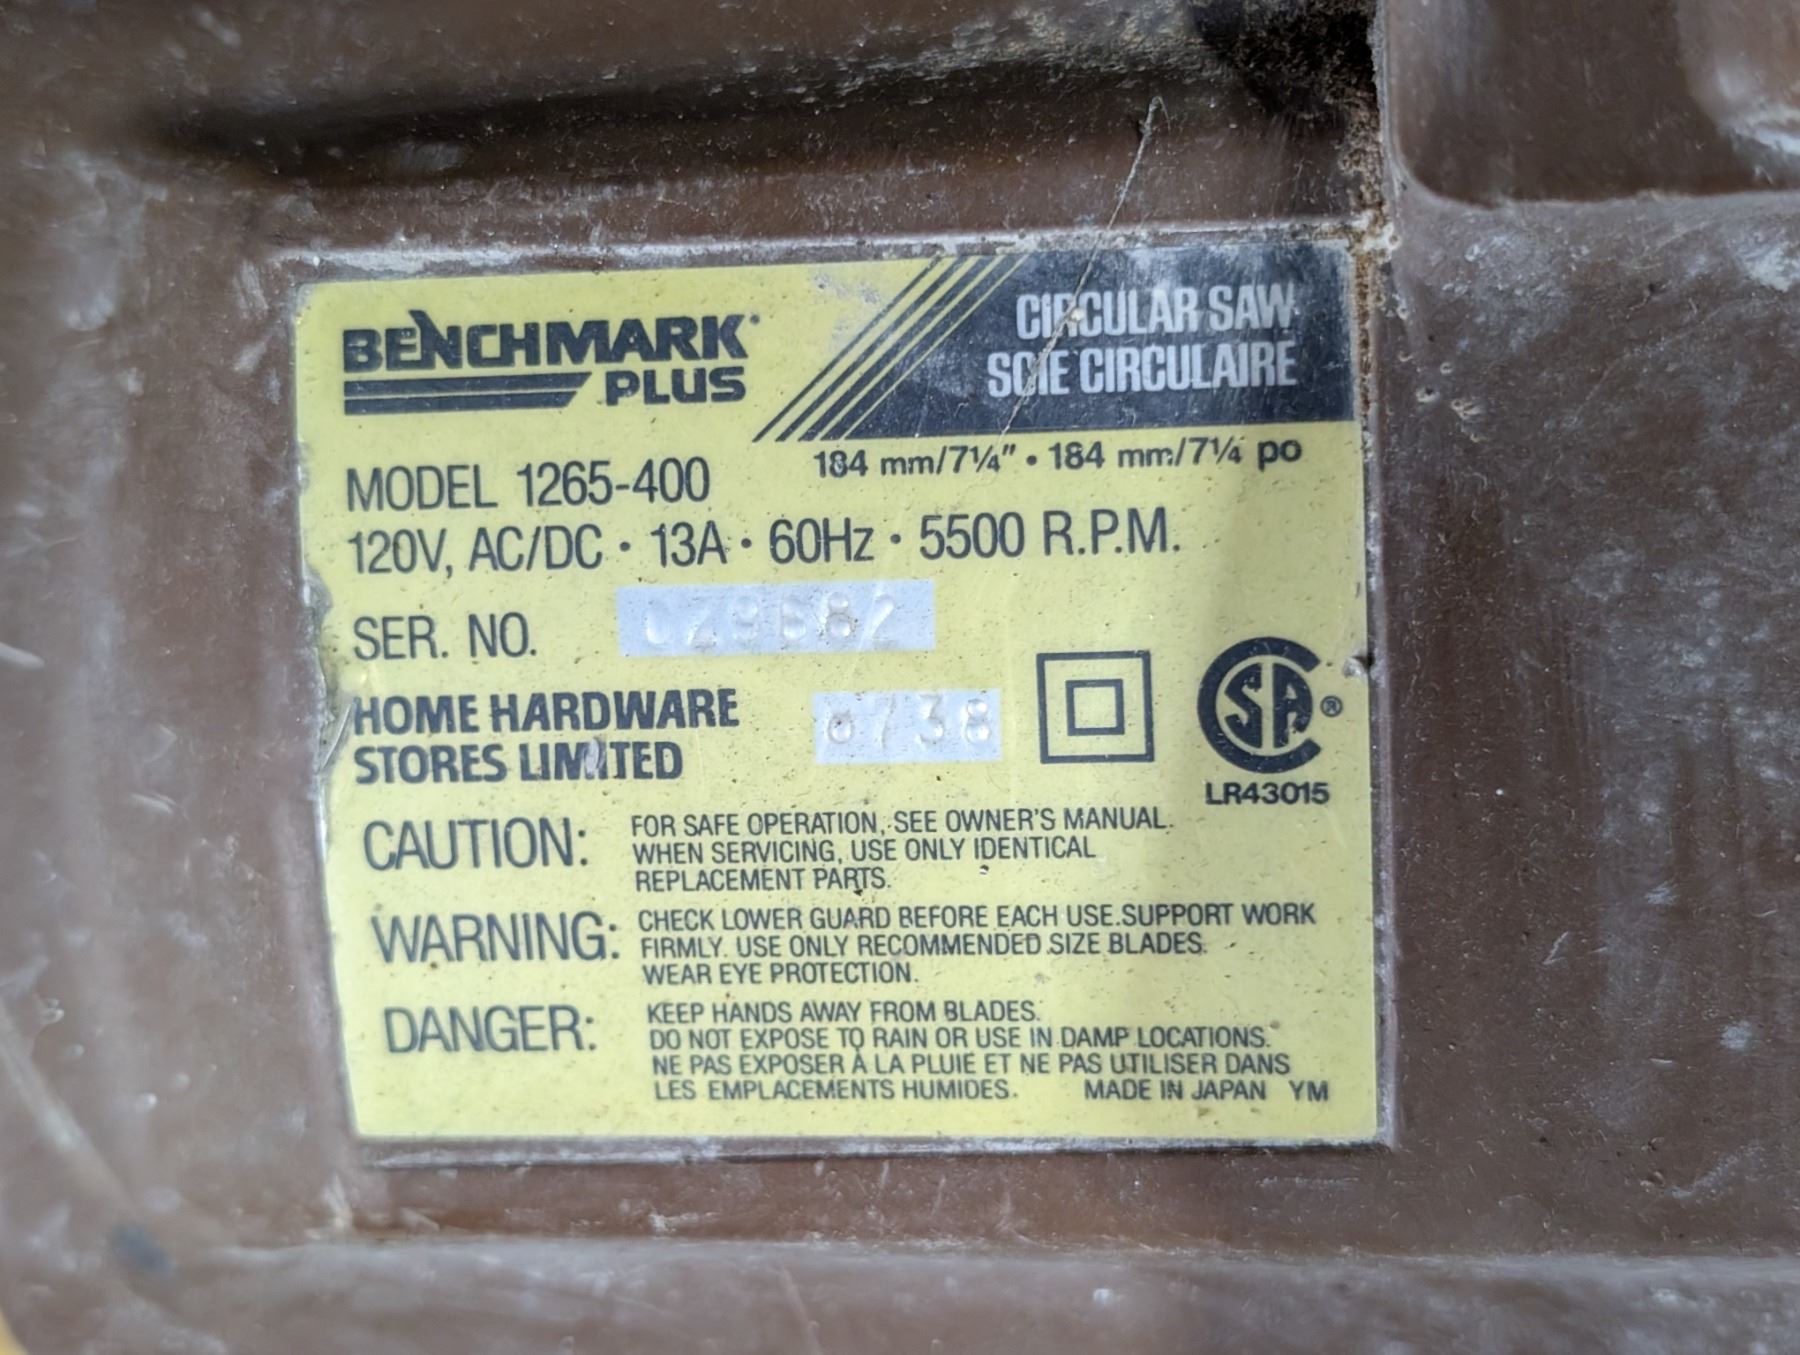 BENCHMARK
PLUS
CIRCULAR SAW
SCIE CIRCULAIRE
184 mm/7¼" • 184 mm/7¼ po
MODEL 1265-400
120V, AC/DC • 13A • 60Hz • 5500 R.P.M.
SER. NO.
HOME HARDWARE
STORES LIMITED
SA ®
LR43015
CAUTION: FOR SAFE OPERATION, SEE OWNER'S MANUAL.
WHEN SERVICING, USE ONLY IDENTICAL
REPLACEMENT PARTS.
WARNING: CHECK LOWER GUARD BEFORE EACH USE. SUPPORT WORK
FIRMLY. USE ONLY RECOMMENDED SIZE BLADES.
WEAR EYE PROTECTION.
DANGER: KEEP HANDS AWAY FROM BLADES.
DO NOT EXPOSE TO RAIN OR USE IN DAMP LOCATIONS.
NE PAS EXPOSER À LA PLUIE ET NE PAS UTILISER DANS
LES EMPLACEMENTS HUMIDES. MADE IN JAPAN YM